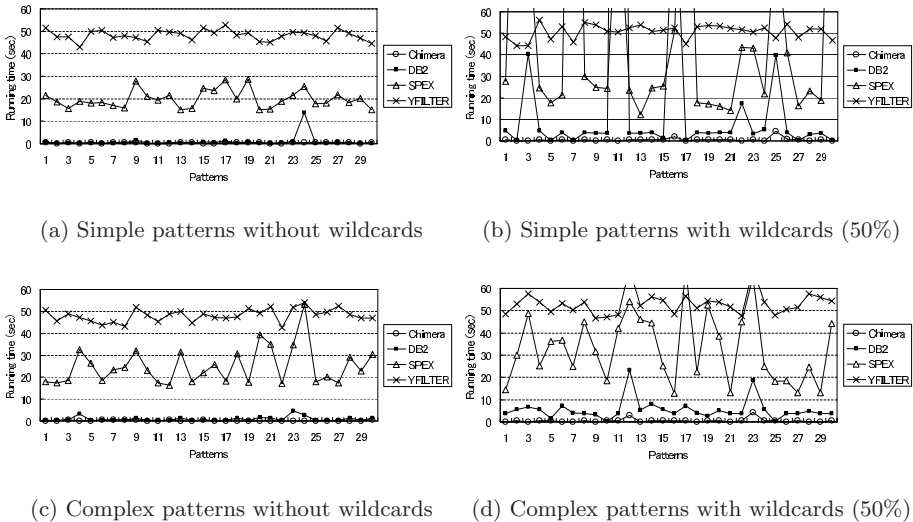 Running time (sec)
60
50
40
30
20
10
0
1 3 5 7 9 11 13 15 17 19 21 23 25 27 29
Patterns
Chimera
DB2
SPEX
YFILTER
(a) Simple patterns without wildcards
Running time (sec)
60
50
40
30
20
10
0
1 3 5 7 9 11 13 15 17 19 21 23 25 27 29
Patterns
Chimera
DB2
SPEX
YFILTER
(b) Simple patterns with wildcards (50%)
Running time (sec)
60
50
40
30
20
10
0
1 3 5 7 9 11 13 15 17 19 21 23 25 27 29
Patterns
Chimera
DB2
SPEX
YFILTER
(c) Complex patterns without wildcards
Running time (sec)
60
50
40
30
20
10
0
1 3 5 7 9 11 13 15 17 19 21 23 25 27 29
Patterns
Chimera
DB2
SPEX
YFILTER
(d) Complex patterns with wildcards (50%)